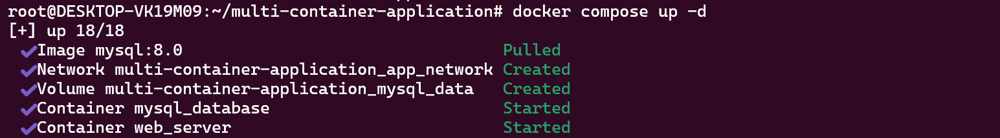 root@DESKTOP-VK19M09:~/multi-container-application# docker compose up -d
[+] up 18/18
✔Image mysql:8.0 Pulled
✔Network multi-container-application_app_network Created
✔Volume multi-container-application_mysql_data Created
✔Container mysql_database Started
✔Container web_server Started